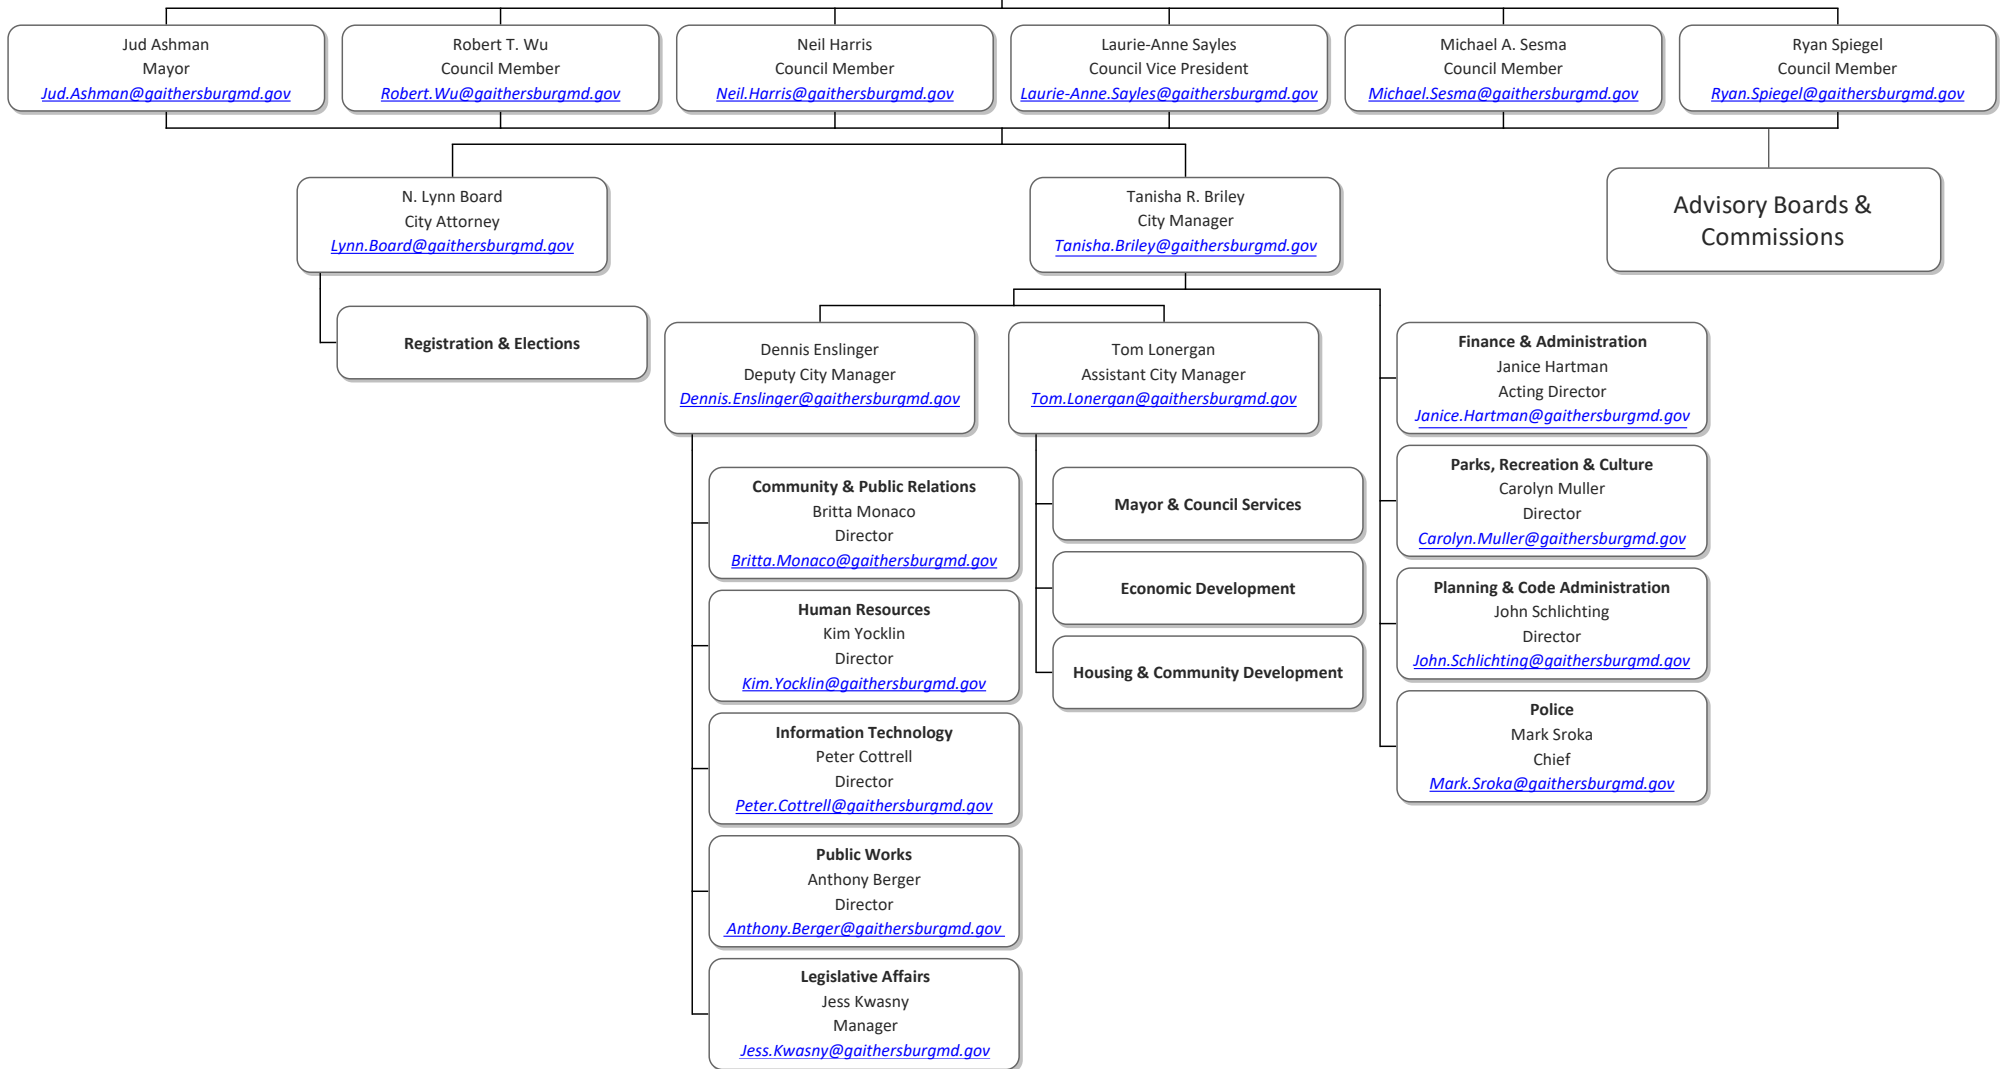 Jud Ashman
Mayor
Jud.Ashman@gaithersburgmd.gov
Robert T. Wu
Council Member
Robert.Wu@gaithersburgmd.gov
Neil Harris
Council Member
Neil.Harris@gaithersburgmd.gov
Laurie-Anne Sayles
Council Vice President
Laurie-Anne.Sayles@gaithersburgmd.gov
Michael A. Sesma
Council Member
Michael.Sesma@gaithersburgmd.gov
Ryan Spiegel
Council Member
Ryan.Spiegel@gaithersburgmd.gov
N. Lynn Board
City Attorney
Lynn.Board@gaithersburgmd.gov
Tanisha R. Briley
City Manager
Tanisha.Briley@gaithersburgmd.gov
Advisory Boards &
Commissions
Registration & Elections
Dennis Enslinger
Deputy City Manager
Dennis.Enslinger@gaithersburgmd.gov
Tom Lonergan
Assistant City Manager
Tom.Lonergan@gaithersburgmd.gov
Finance & Administration
Janice Hartman
Acting Director
Janice.Hartman@gaithersburgmd.gov
Community & Public Relations
Britta Monaco
Director
Britta.Monaco@gaithersburgmd.gov
Mayor & Council Services
Parks, Recreation & Culture
Carolyn Muller
Director
Carolyn.Muller@gaithersburgmd.gov
Human Resources
Kim Yocklin
Director
Kim.Yocklin@gaithersburgmd.gov
Economic Development
Planning & Code Administration
John Schlichting
Director
John.Schlichting@gaithersburgmd.gov
Housing & Community Development
Information Technology
Peter Cottrell
Director
Peter.Cottrell@gaithersburgmd.gov
Police
Mark Sroka
Chief
Mark.Sroka@gaithersburgmd.gov
Public Works
Anthony Berger
Director
Anthony.Berger@gaithersburgmd.gov
Legislative Affairs
Jess Kwasny
Manager
Jess.Kwasny@gaithersburgmd.gov